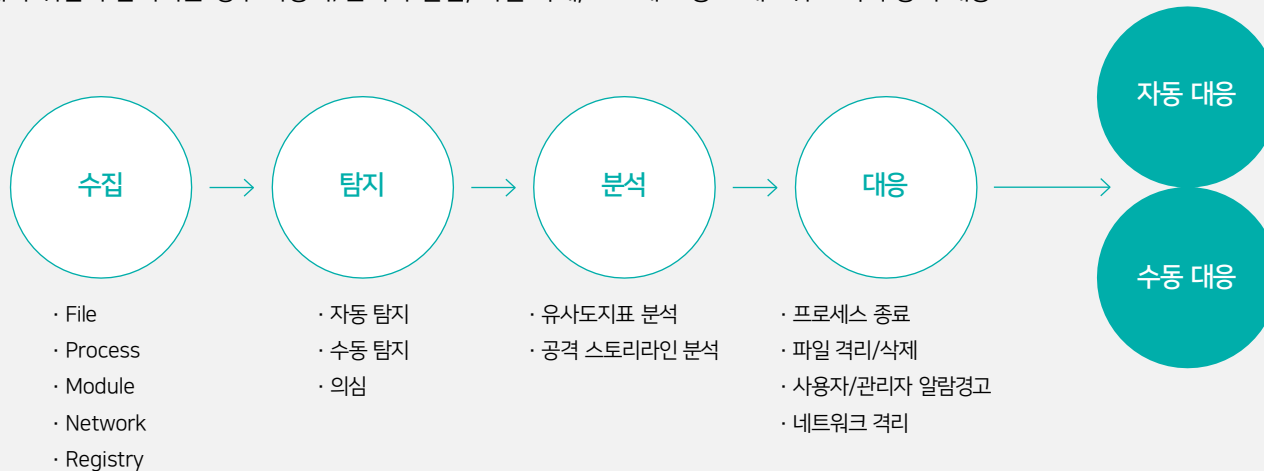 수집
탐지
분석
대응
자동 대응
수동 대응
· File
· Process
· Module
· Network
· Registry
· 자동 탐지
· 수동 탐지
· 의심
· 유사도지표 분석
· 공격 스토리라인 분석
· 프로세스 종료
· 파일 격리/삭제
· 사용자/관리자 알람경고
· 네트워크 격리